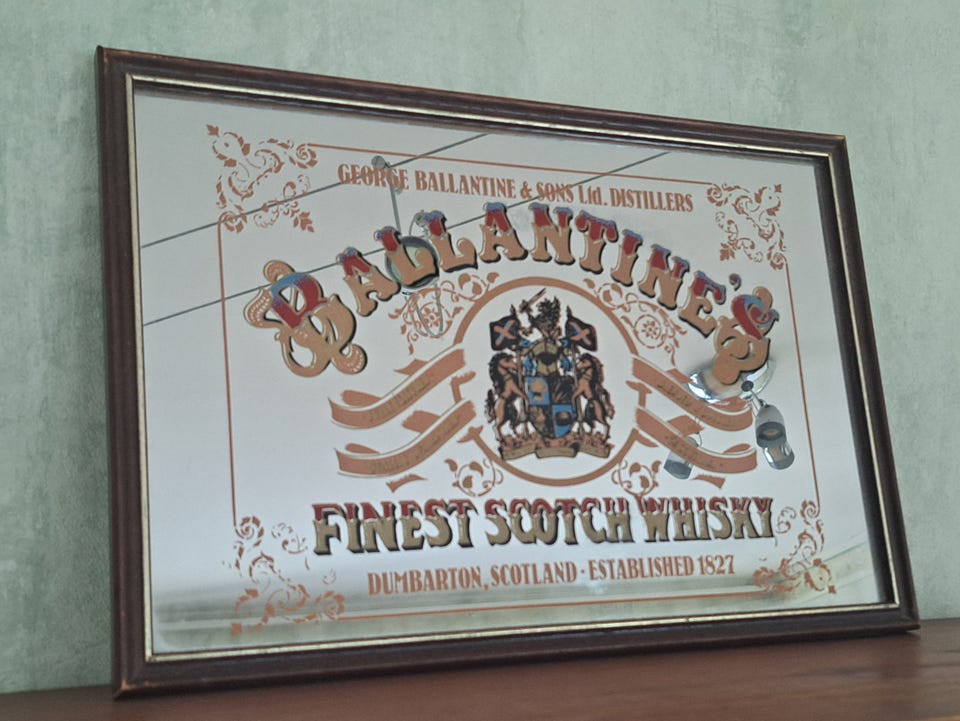 GEORGE BALLANTINE & SONS Ltd. DISTILLERS
BALLANTINE'S
FINEST SCOTCH WHISKY
DUMBARTON, SCOTLAND · ESTABLISHED 1827